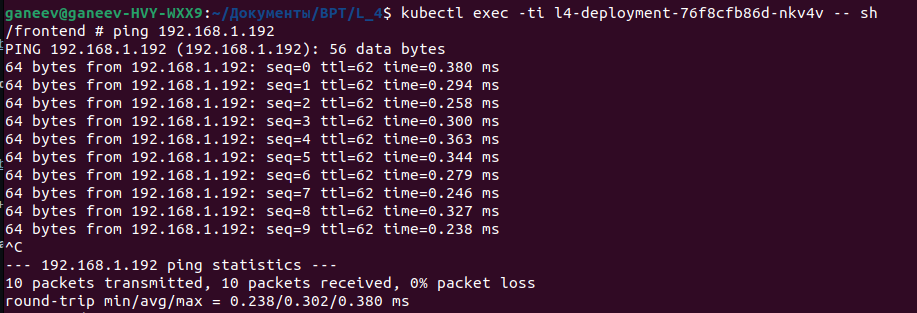 ganeev@ganeev-HVY-WXX9:~/Документы/ВРТ/L_4$ kubectl exec -ti l4-deployment-76f8cfb86d-nkv4v -- sh
/frontend # ping 192.168.1.192
PING 192.168.1.192 (192.168.1.192): 56 data bytes
64 bytes from 192.168.1.192: seq=0 ttl=62 time=0.380 ms
64 bytes from 192.168.1.192: seq=1 ttl=62 time=0.294 ms
64 bytes from 192.168.1.192: seq=2 ttl=62 time=0.258 ms
64 bytes from 192.168.1.192: seq=3 ttl=62 time=0.300 ms
64 bytes from 192.168.1.192: seq=4 ttl=62 time=0.363 ms
64 bytes from 192.168.1.192: seq=5 ttl=62 time=0.344 ms
64 bytes from 192.168.1.192: seq=6 ttl=62 time=0.279 ms
64 bytes from 192.168.1.192: seq=7 ttl=62 time=0.246 ms
64 bytes from 192.168.1.192: seq=8 ttl=62 time=0.327 ms
64 bytes from 192.168.1.192: seq=9 ttl=62 time=0.238 ms
^C
--- 192.168.1.192 ping statistics ---
10 packets transmitted, 10 packets received, 0% packet loss
round-trip min/avg/max = 0.238/0.302/0.380 ms